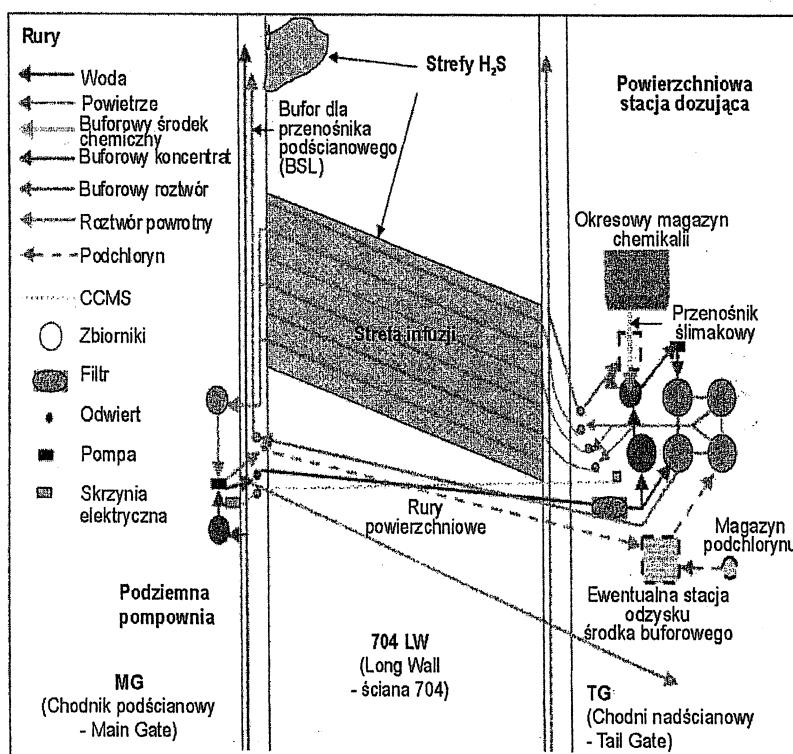 Rury
Woda
Powietrze
Buforowy środek
chemiczny
Buforowy koncentrat
Buforowy roztwór
Roztwór powrotny
Podchloryn
CCMS
Zbiorniki
Filtr
Odwiert
Pompa
Skrzynia
elektryczna
Podziemna
pompownia
MG
(Chodnik podścianowy
- Main Gate)
Strefy H₂S
Bufor dla
przenośnika
podścianowego
(BSL)
Strefa infuzji
Rury
powierzchniowe
704 LW
(Long Wall
- ściana 704)
Powierzchniowa
stacja dozująca
Okresowy magazyn
chemikalii
Przenośnik
ślimakowy
Magazyn
podchlorynu
Ewentualna stacja
odzysku
środka buforowego
TG
(Chodni nadścianowy
- Tail Gate)